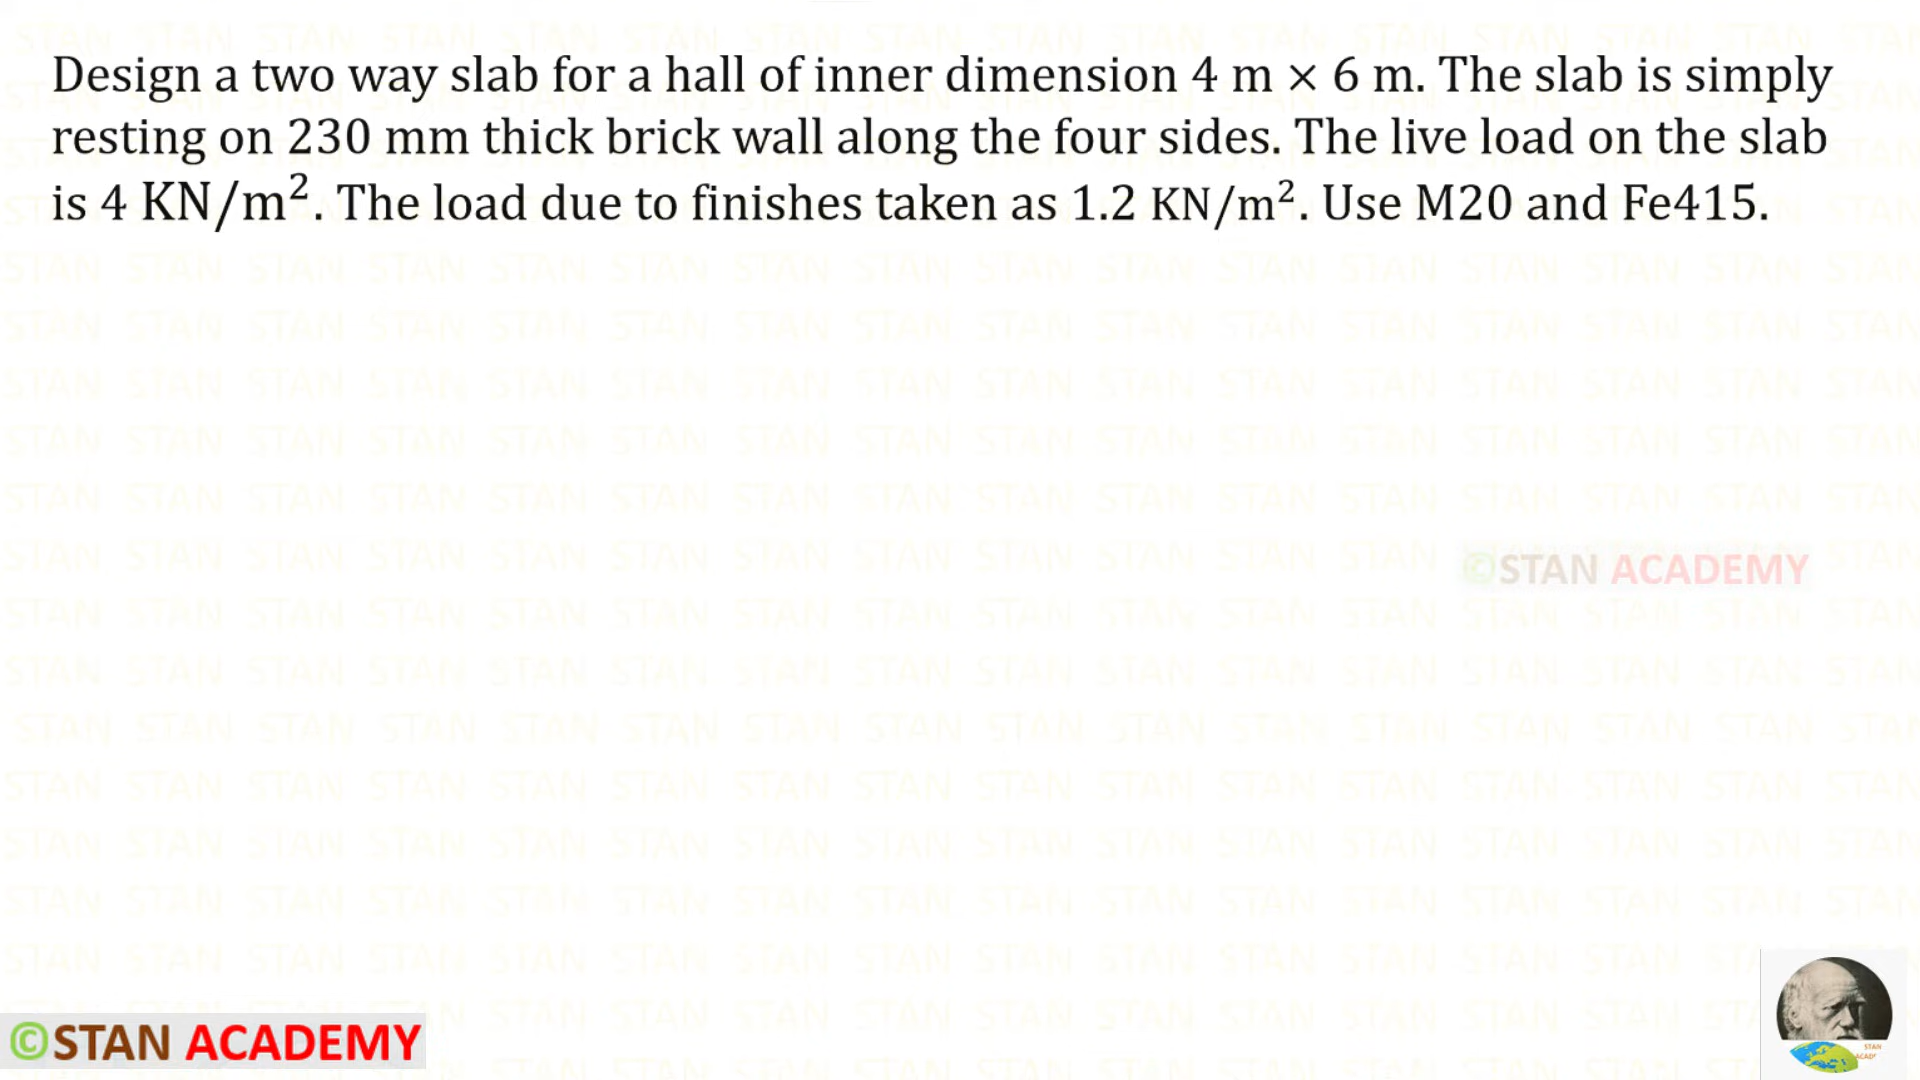 Design a two way slab for a hall of inner dimension 4 m × 6 m. The slab is simply
resting on 230 mm thick brick wall along the four sides. The live load on the slab
is 4 KN/m². The load due to finishes taken as 1.2 KN/m². Use M20 and Fe415.
©STAN ACADEMY
©STAN ACADEMY